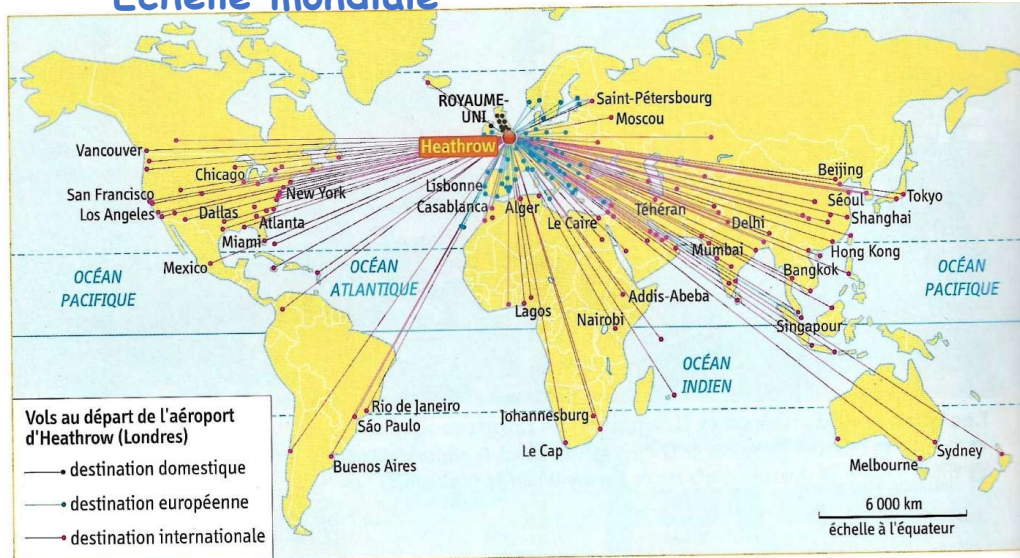 Echelle mondiale
ROYAUME-
UNI
Heathrow
Saint-Pétersbourg
Moscou
Vancouver
Chicago
San Francisco
Los Angeles
New York
Dallas
Atlanta
Miami
Mexico
Lisbonne
Casablanca
Alger
Le Caire
Téhéran
Delhi
Mumbai
Beijing
Séoul
Tokyo
Shanghai
Hong Kong
Bangkok
OCÉAN
PACIFIQUE
OCÉAN
ATLANTIQUE
OCÉAN
PACIFIQUE
Addis-Abeba
Lagos
Nairobi
Singapour
OCÉAN
INDIEN
Rio de Janeiro
São Paulo
Buenos Aires
Johannesburg
Le Cap
Sydney
Melbourne
Vols au départ de l'aéroport
d'Heathrow (Londres)
destination domestique
destination européenne
destination internationale
6 000 km
échelle à l'équateur